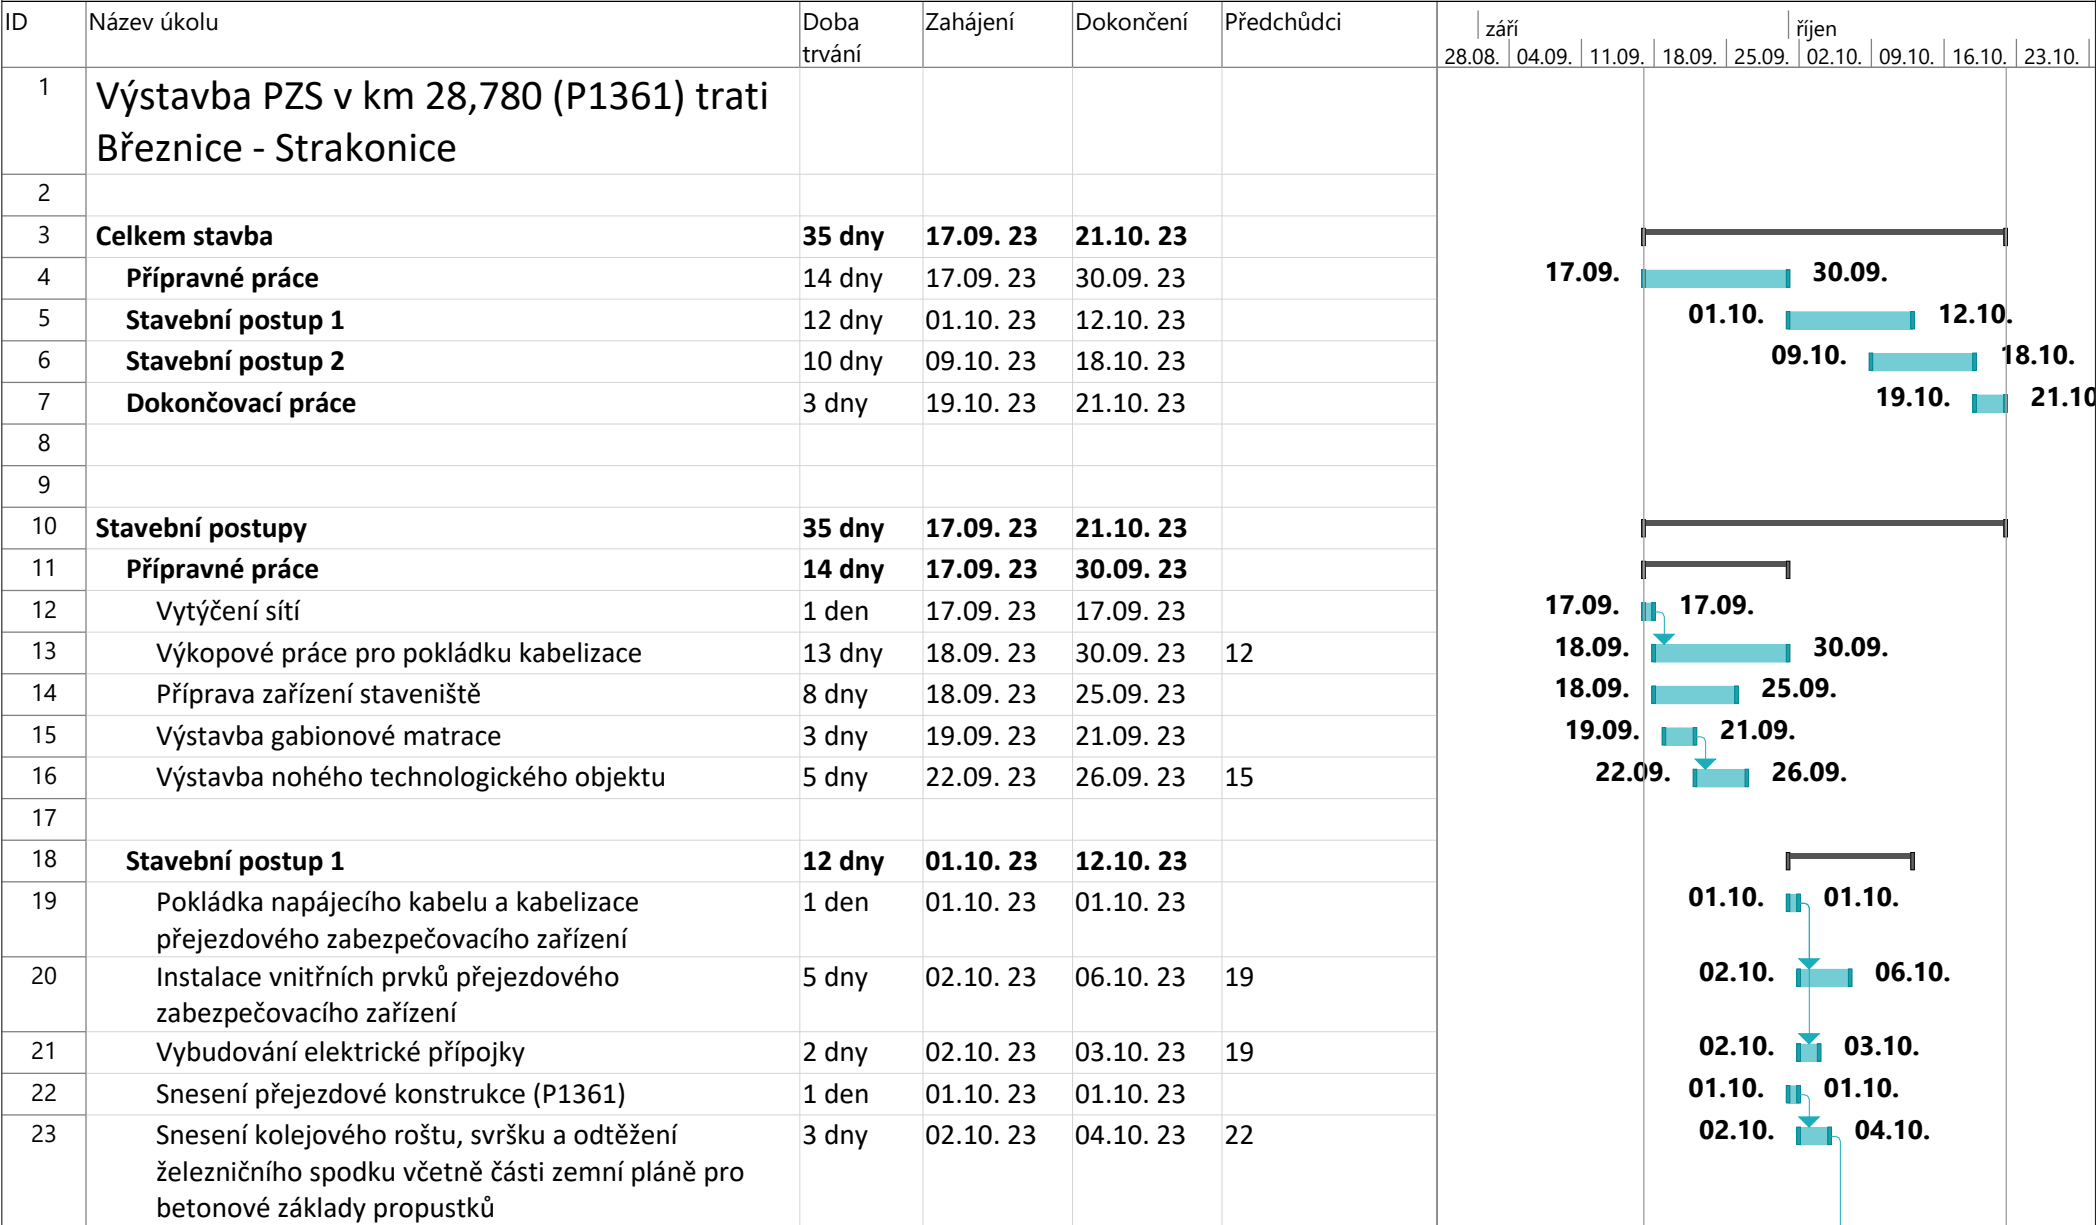 ID Název úkolu Doba trvání Zahájení Dokončení Předchůdci září říjen
28.08. 04.09. 11.09. 18.09. 25.09. 02.10. 09.10. 16.10. 23.10.
1 Výstavba PZS v km 28,780 (P1361) trati
Březnice - Strakonice
2
3 Celkem stavba 35 dny 17.09. 23 21.10. 23
4 Přípravné práce 14 dny 17.09. 23 30.09. 23 17.09. 30.09.
5 Stavební postup 1 12 dny 01.10. 23 12.10. 23 01.10. 12.10.
6 Stavební postup 2 10 dny 09.10. 23 18.10. 23 09.10. 18.10.
7 Dokončovací práce 3 dny 19.10. 23 21.10. 23 19.10. 21.10
8
9
10 Stavební postupy 35 dny 17.09. 23 21.10. 23
11 Přípravné práce 14 dny 17.09. 23 30.09. 23
12 Vytýčení sítí 1 den 17.09. 23 17.09. 23 17.09. 17.09.
13 Výkopové práce pro pokládku kabelizace 13 dny 18.09. 23 30.09. 23 12 18.09. 30.09.
14 Příprava zařízení staveniště 8 dny 18.09. 23 25.09. 23 18.09. 25.09.
15 Výstavba gabionové matrace 3 dny 19.09. 23 21.09. 23 19.09. 21.09.
16 Výstavba nohého technologického objektu 5 dny 22.09. 23 26.09. 23 15 22.09. 26.09.
17
18 Stavební postup 1 12 dny 01.10. 23 12.10. 23
19 Pokládka napájecího kabelu a kabelizace 1 den 01.10. 23 01.10. 23 01.10. 01.10.
přejezdového zabezpečovacího zařízení
20 Instalace vnitřních prvků přejezdového 5 dny 02.10. 23 06.10. 23 19 02.10. 06.10.
zabezpečovacího zařízení
21 Vybudování elektrické přípojky 2 dny 02.10. 23 03.10. 23 19 02.10. 03.10.
22 Snesení přejezdové konstrukce (P1361) 1 den 01.10. 23 01.10. 23 01.10. 01.10.
23 Snesení kolejového roštu, svršku a odtěžení 3 dny 02.10. 23 04.10. 23 22 02.10. 04.10.
železničního spodku včetně části zemní pláně pro
betonové základy propustků